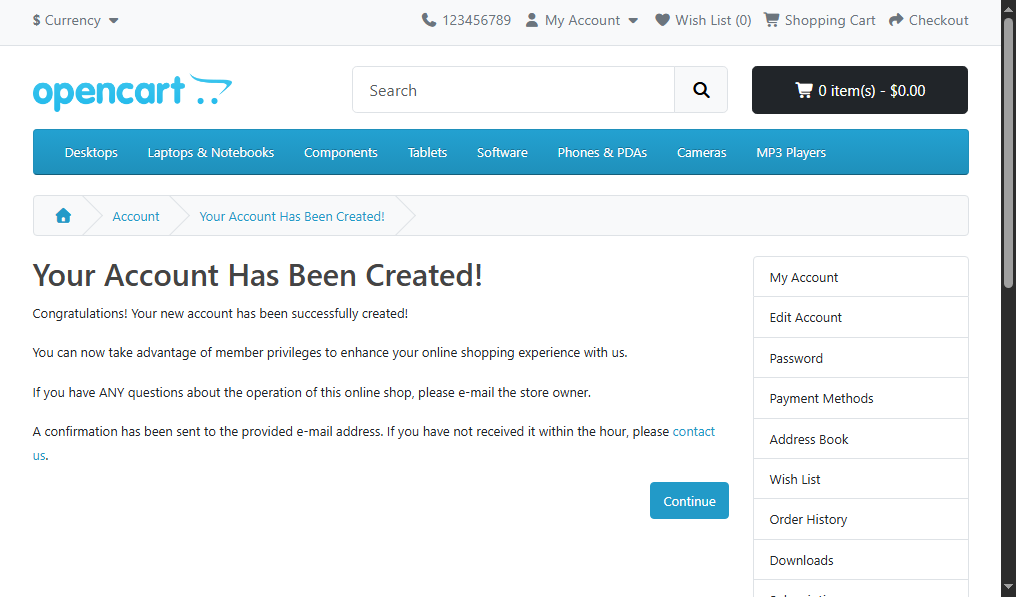 $ Currency
123456789
My Account
Wish List (0)
Shopping Cart
Checkout
opencart
Search
0 item(s) - $0.00
Desktops
Laptops & Notebooks
Components
Tablets
Software
Phones & PDAs
Cameras
MP3 Players
Account
Your Account Has Been Created!
Your Account Has Been Created!
Congratulations! Your new account has been successfully created!
You can now take advantage of member privileges to enhance your online shopping experience with us.
If you have ANY questions about the operation of this online shop, please e-mail the store owner.
A confirmation has been sent to the provided e-mail address. If you have not received it within the hour, please contact
us.
Continue
My Account
Edit Account
Password
Payment Methods
Address Book
Wish List
Order History
Downloads